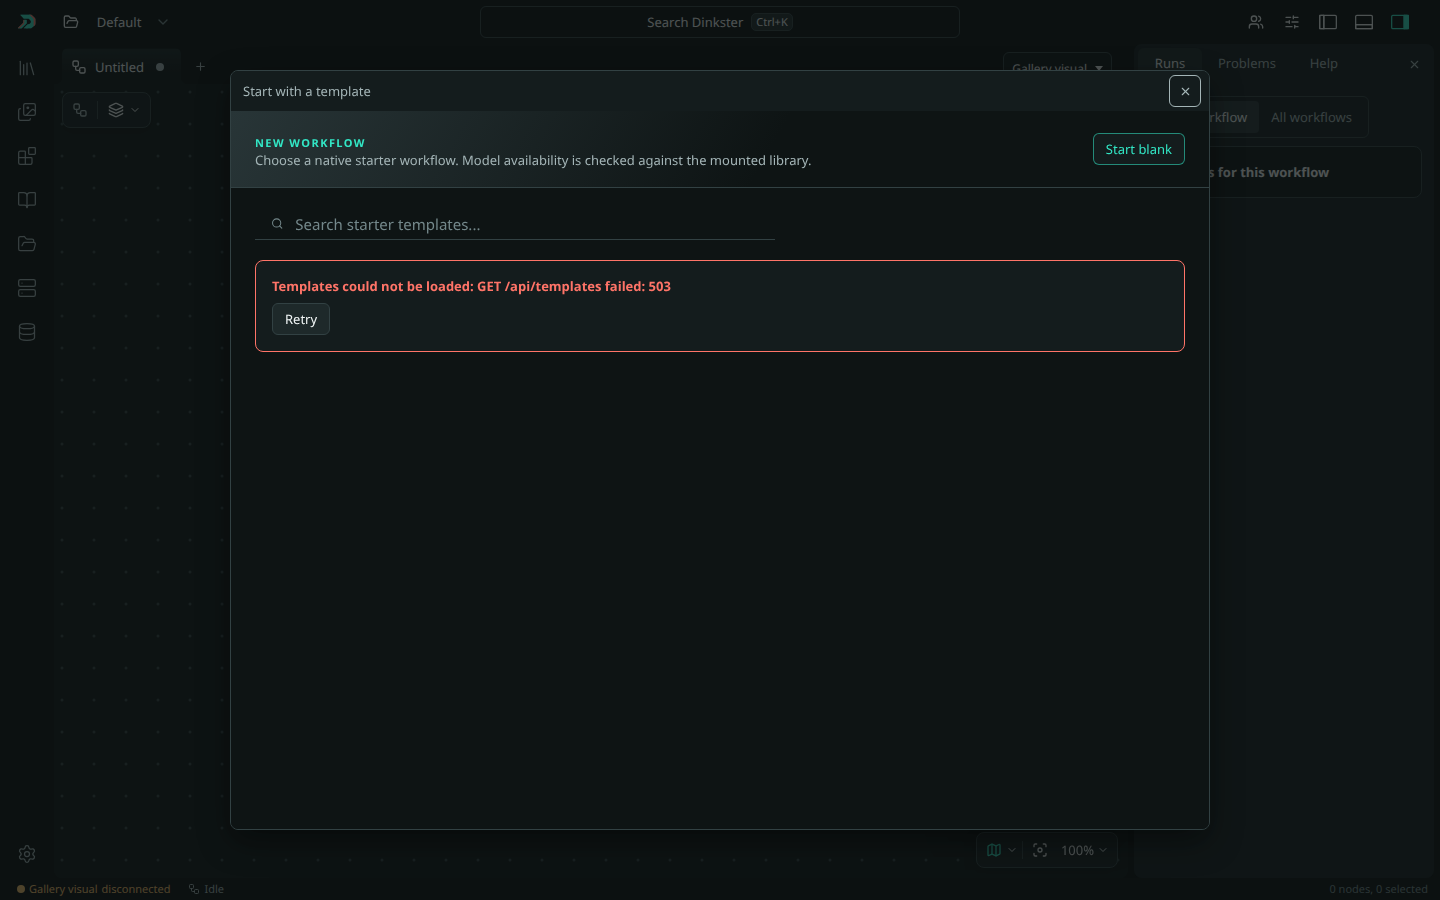 Default
Search Dinkster Ctrl+K
Untitled
Gallery visual
Runs Problems Help
Start with a template
NEW WORKFLOW
Choose a native starter workflow. Model availability is checked against the mounted library.
Start blank
All workflows
for this workflow
Search starter templates...
Templates could not be loaded: GET /api/templates failed: 503
Retry
100%
Gallery visual disconnected
Idle
0 nodes, 0 selected